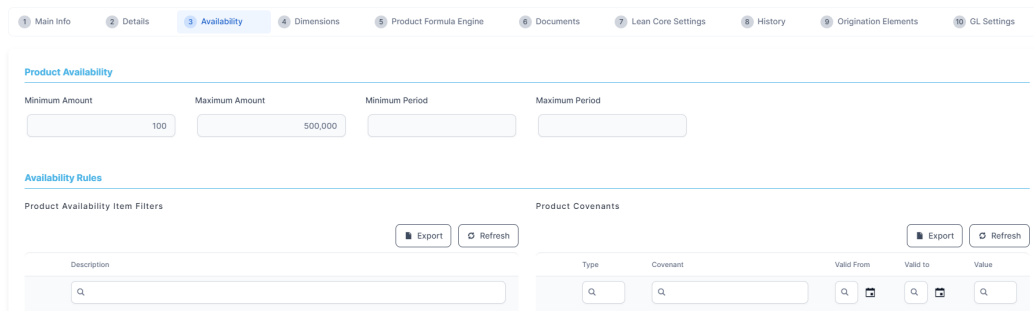 1 Main Info 2 Details 3 Availability 4 Dimensions 5 Product Formula Engine 6 Documents 7 Lean Core Settings 8 History 9 Origination Elements 10 GL Settings
Product Availability
Minimum Amount Maximum Amount Minimum Period Maximum Period
100 500,000
Availability Rules
Product Availability Item Filters Product Covenants
Export Refresh Export Refresh
Description Type Covenant Valid From Valid to Value